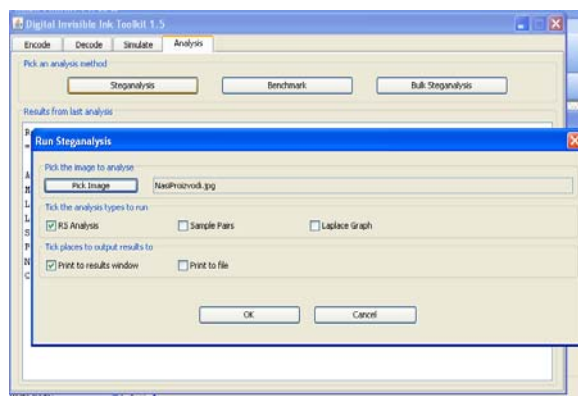 Digital Invisible Ink Toolkit 1.5
Encode Decode Simulate Analysis
Pick an analysis method
Steganalysis Benchmark Bulk Steganalysis
Results from last analysis
Run Steganalysis
Pick the image to analyse
Pick Image NasiProizvodi.jpg
Tick the analysis types to run
RS Analysis Sample Pairs Laplace Graph
Tick places to output results to
Print to results window Print to file
OK Cancel